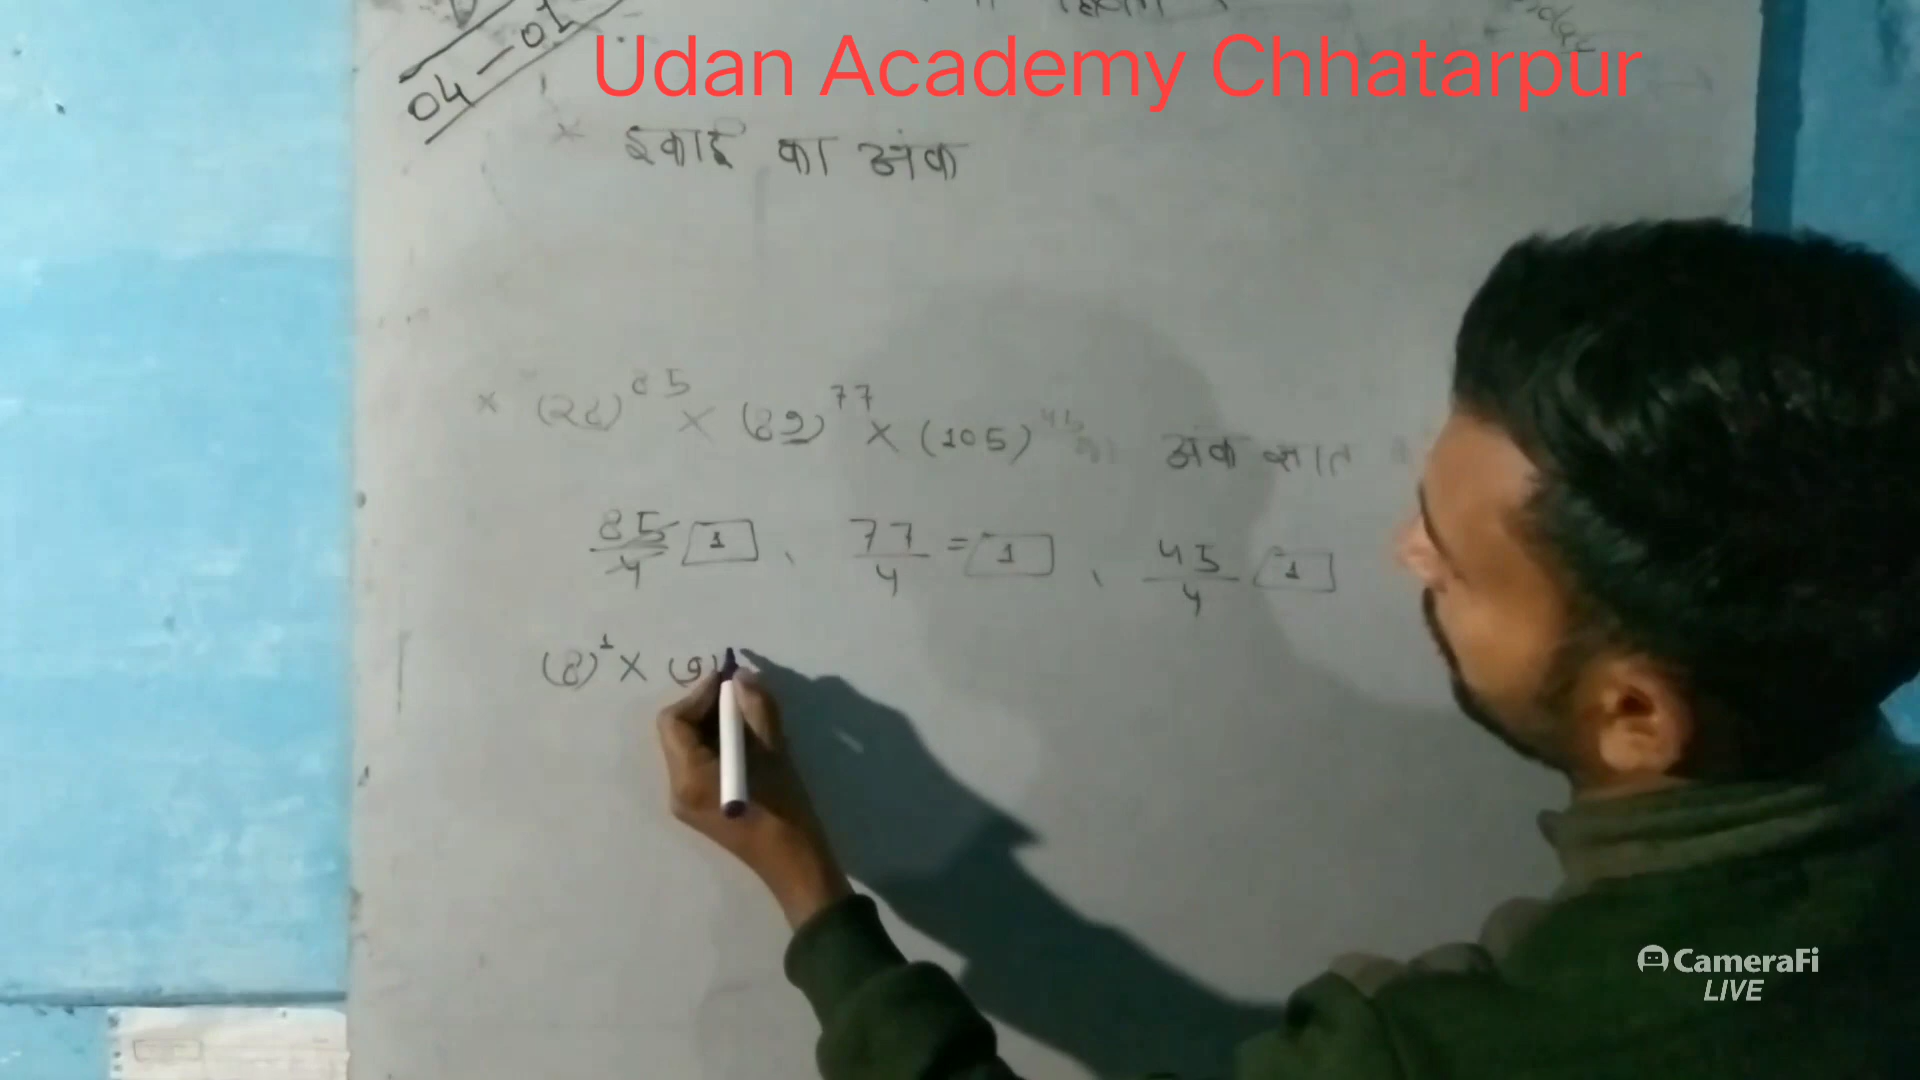 04-01
Udan Academy Chhatarpur
* इकाई का अंक
× (28)^85 × (89)^77 × (105)^45 का अंक ज्ञात
85/4 1 , 77/4 = 1 , 45/4 1
(8)^1 × (9)
CameraFi
LIVE